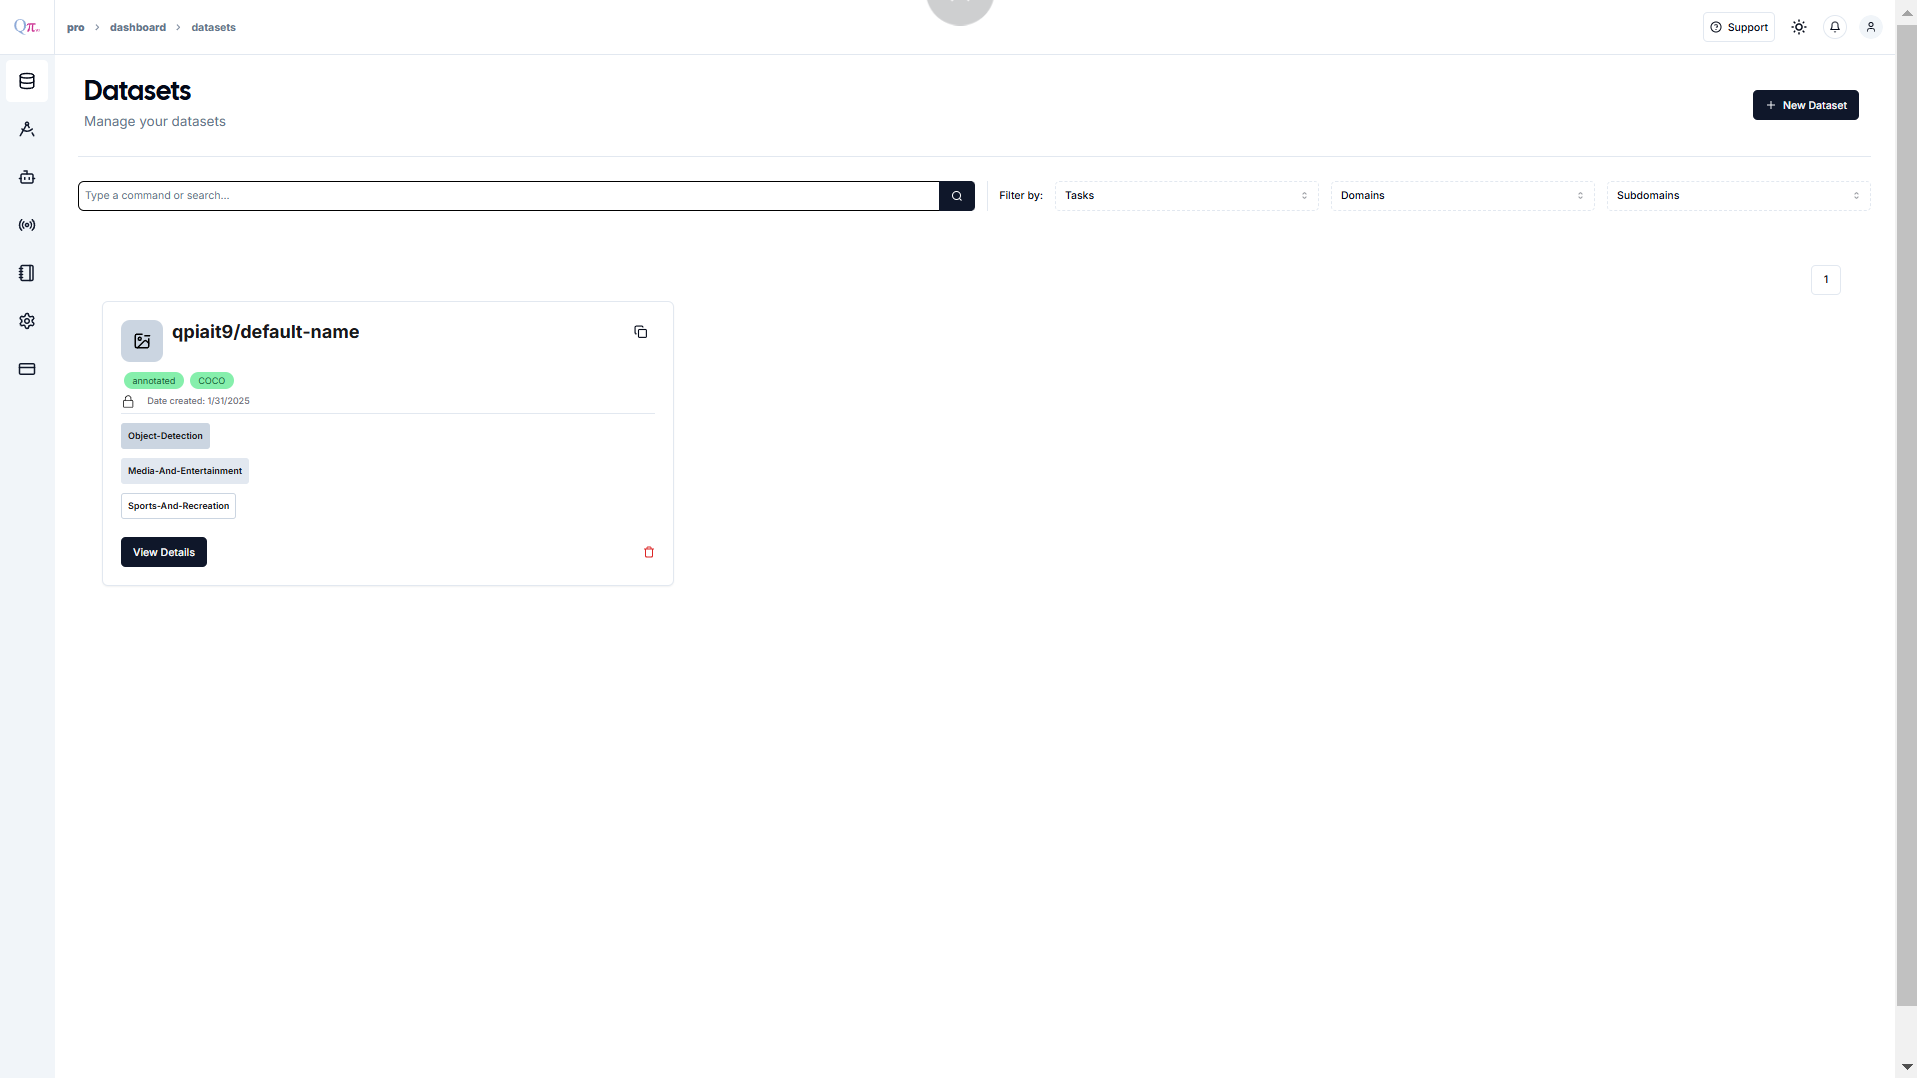 Qπ
pro > dashboard > datasets
Support
Datasets
Manage your datasets
+ New Dataset
Type a command or search...
Filter by:
Tasks
Domains
Subdomains
1
qpiait9/default-name
annotated
COCO
Date created: 1/31/2025
Object-Detection
Media-And-Entertainment
Sports-And-Recreation
View Details